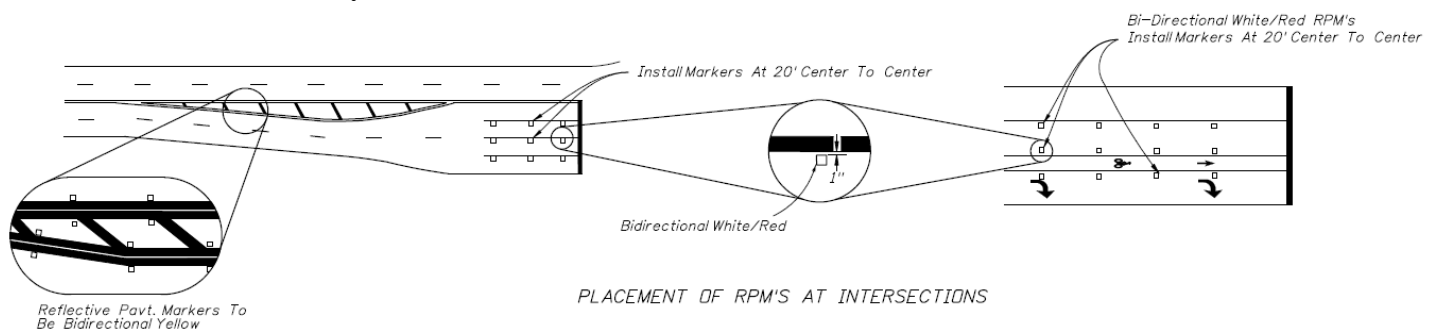 Bi-Directional White/Red RPM's
Install Markers At 20' Center To Center
Install Markers At 20' Center To Center
1"
Bidirectional White/Red
PLACEMENT OF RPM'S AT INTERSECTIONS
Reflective Pavt. Markers To
Be Bidirectional Yellow